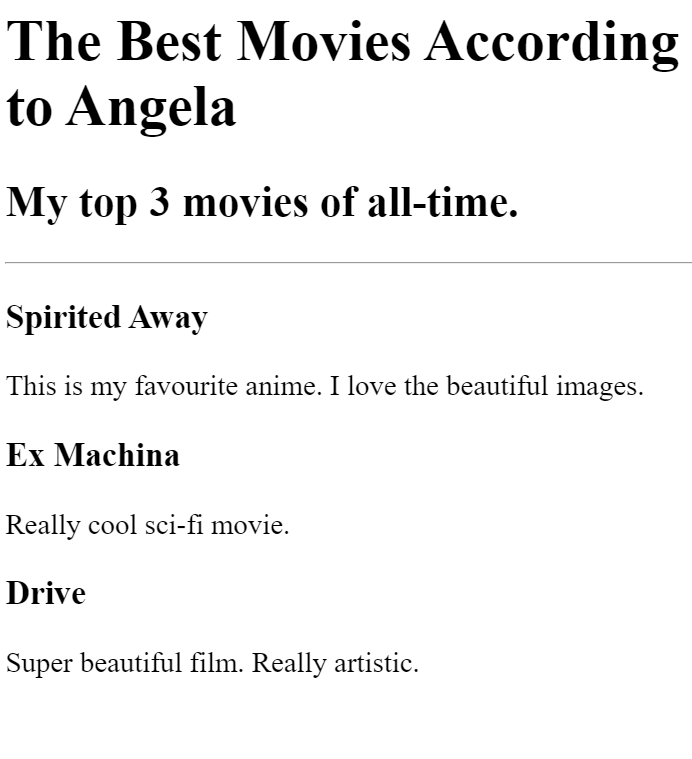 The Best Movies According
to Angela
My top 3 movies of all-time.
Spirited Away
This is my favourite anime. I love the beautiful images.
Ex Machina
Really cool sci-fi movie.
Drive
Super beautiful film. Really artistic.